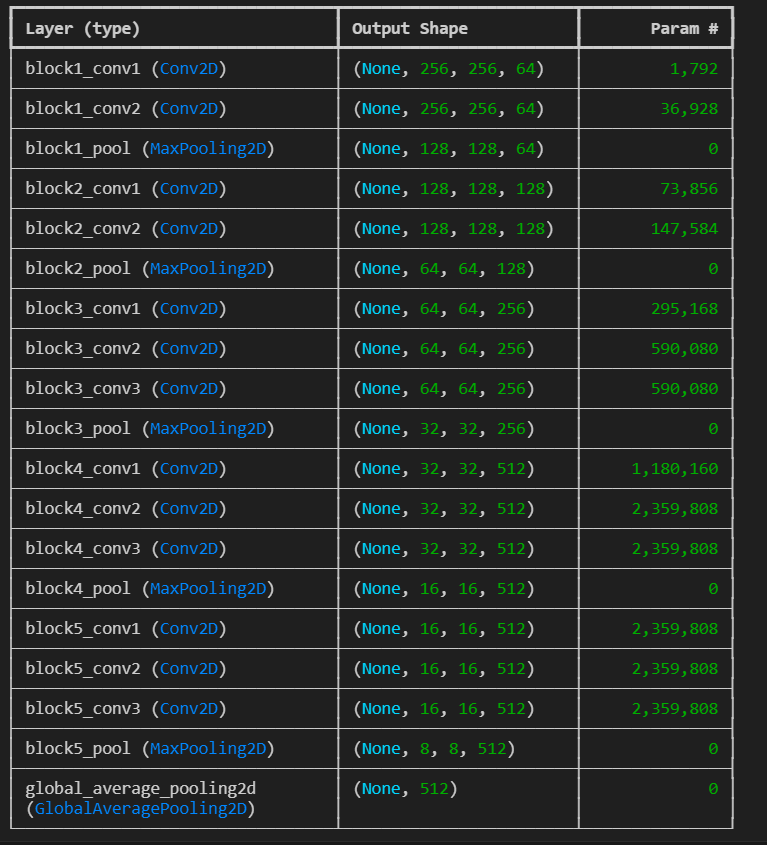 Layer (type) Output Shape Param #
block1_conv1 (Conv2D) (None, 256, 256, 64) 1,792
block1_conv2 (Conv2D) (None, 256, 256, 64) 36,928
block1_pool (MaxPooling2D) (None, 128, 128, 64) 0
block2_conv1 (Conv2D) (None, 128, 128, 128) 73,856
block2_conv2 (Conv2D) (None, 128, 128, 128) 147,584
block2_pool (MaxPooling2D) (None, 64, 64, 128) 0
block3_conv1 (Conv2D) (None, 64, 64, 256) 295,168
block3_conv2 (Conv2D) (None, 64, 64, 256) 590,080
block3_conv3 (Conv2D) (None, 64, 64, 256) 590,080
block3_pool (MaxPooling2D) (None, 32, 32, 256) 0
block4_conv1 (Conv2D) (None, 32, 32, 512) 1,180,160
block4_conv2 (Conv2D) (None, 32, 32, 512) 2,359,808
block4_conv3 (Conv2D) (None, 32, 32, 512) 2,359,808
block4_pool (MaxPooling2D) (None, 16, 16, 512) 0
block5_conv1 (Conv2D) (None, 16, 16, 512) 2,359,808
block5_conv2 (Conv2D) (None, 16, 16, 512) 2,359,808
block5_conv3 (Conv2D) (None, 16, 16, 512) 2,359,808
block5_pool (MaxPooling2D) (None, 8, 8, 512) 0
global_average_pooling2d (None, 512) 0
(GlobalAveragePooling2D)